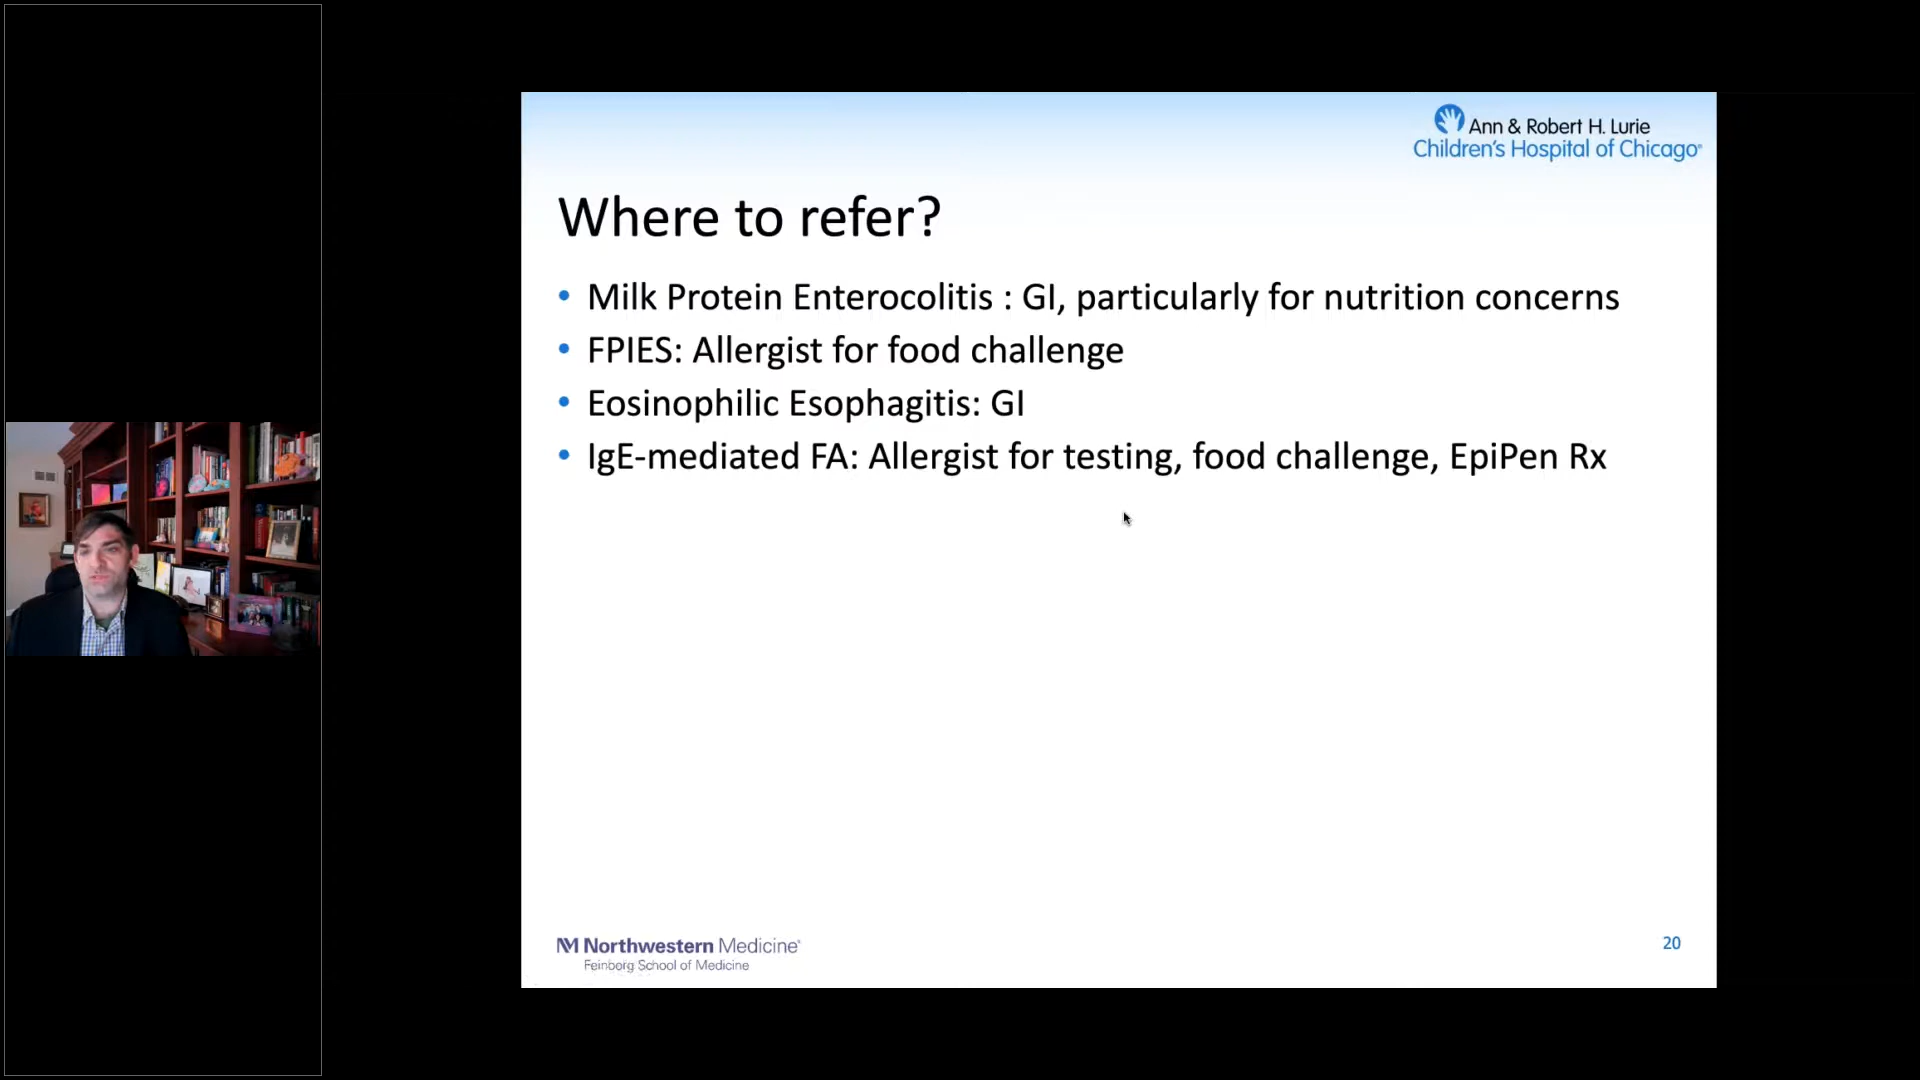 Ann & Robert H. Lurie
Children's Hospital of Chicago®
Where to refer?
• Milk Protein Enterocolitis : GI, particularly for nutrition concerns
• FPIES: Allergist for food challenge
• Eosinophilic Esophagitis: GI
• IgE-mediated FA: Allergist for testing, food challenge, EpiPen Rx
NM Northwestern Medicine®
Feinberg School of Medicine
20